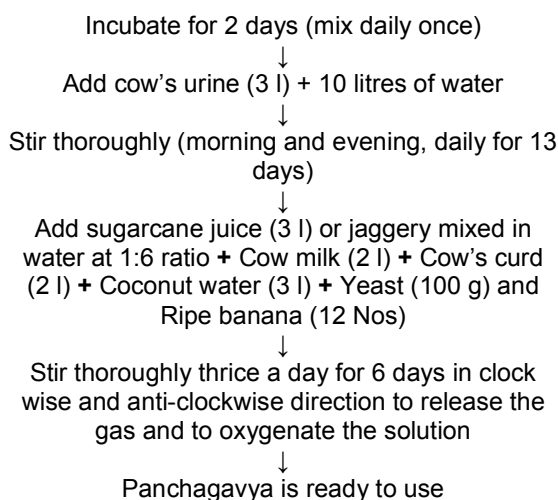 Incubate for 2 days (mix daily once)
↓
Add cow’s urine (3 l) + 10 litres of water
↓
Stir thoroughly (morning and evening, daily for 13
days)
↓
Add sugarcane juice (3 l) or jaggery mixed in
water at 1:6 ratio + Cow milk (2 l) + Cow’s curd
(2 l) + Coconut water (3 l) + Yeast (100 g) and
Ripe banana (12 Nos)
↓
Stir thoroughly thrice a day for 6 days in clock
wise and anti-clockwise direction to release the
gas and to oxygenate the solution
↓
Panchagavya is ready to use